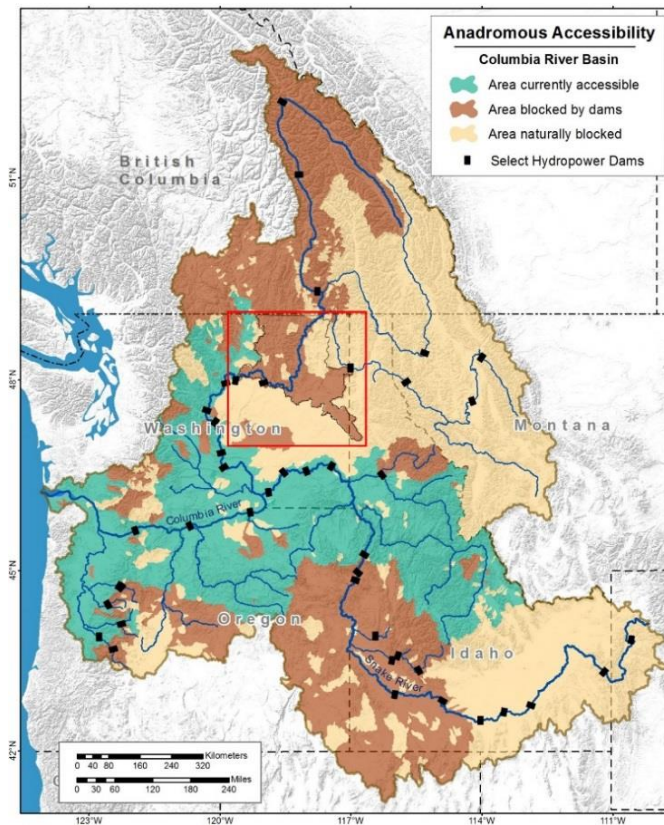 Anadromous Accessibility
Columbia River Basin
Area currently accessible
Area blocked by dams
Area naturally blocked
Select Hydropower Dams
British
Columbia
51°N
48°N
Montana
Washington
Columbia River
45°N
Oregon
Idaho
Snake River
42°N
Kilometers
0 40 80 160 240 320
Miles
0 30 60 120 180 240
123°W
120°W
117°W
114°W
111°W